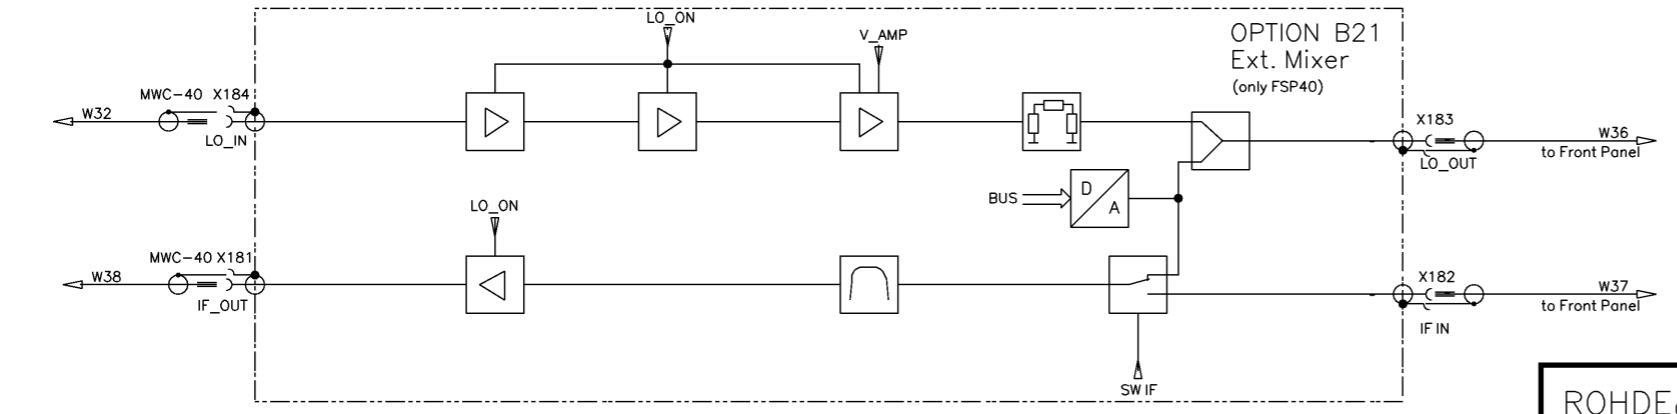 LO_ON
V_AMP
OPTION B21
Ext. Mixer
(only FSP40)
W32
MWC-40 X184
LO_IN
X183
LO_OUT
W36
to Front Panel
BUS
D
A
LO_ON
W38
MWC-40 X181
IF_OUT
X182
IF IN
W37
to Front Panel
SW IF
ROHDE